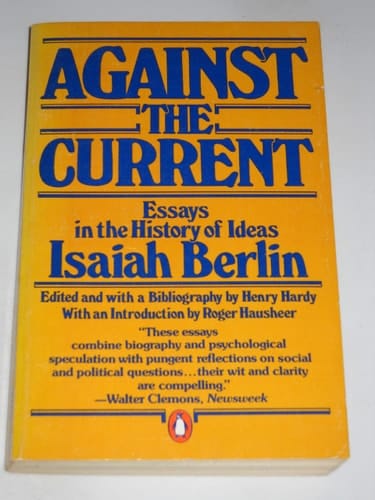 AGAINST
THE
CURRENT
Essays
in the History of Ideas
Isaiah Berlin
Edited and with a Bibliography by Henry Hardy
With an Introduction by Roger Hausheer
"These essays
combine biography and psychological
speculation with pungent reflections on social
and political questions...their wit and clarity
are compelling."
—Walter Clemons, Newsweek